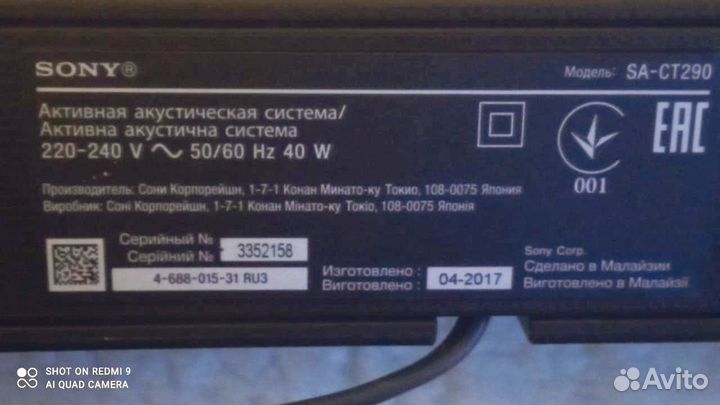 SONY®
Модель: SA-CT290
Активная акустическая система/
Активна акустична система
220-240 V ~ 50/60 Hz 40 W
001
EAC
Производитель: Сони Корпорейшн, 1-7-1 Конан Минато-ку Токио, 108-0075 Япония
Виробник: Соні Корпорейшн, 1-7-1 Конан Мінато-ку Токіо, 108-0075 Японія
Серийный №
Серійний № 3352158
4-688-015-31 RU3
Изготовлено :
Виготовлено : 04-2017
Sony Corp.
Сделано в Малайзии
Виготовлено в Малайзії
SHOT ON REDMI 9
AI QUAD CAMERA
Avito